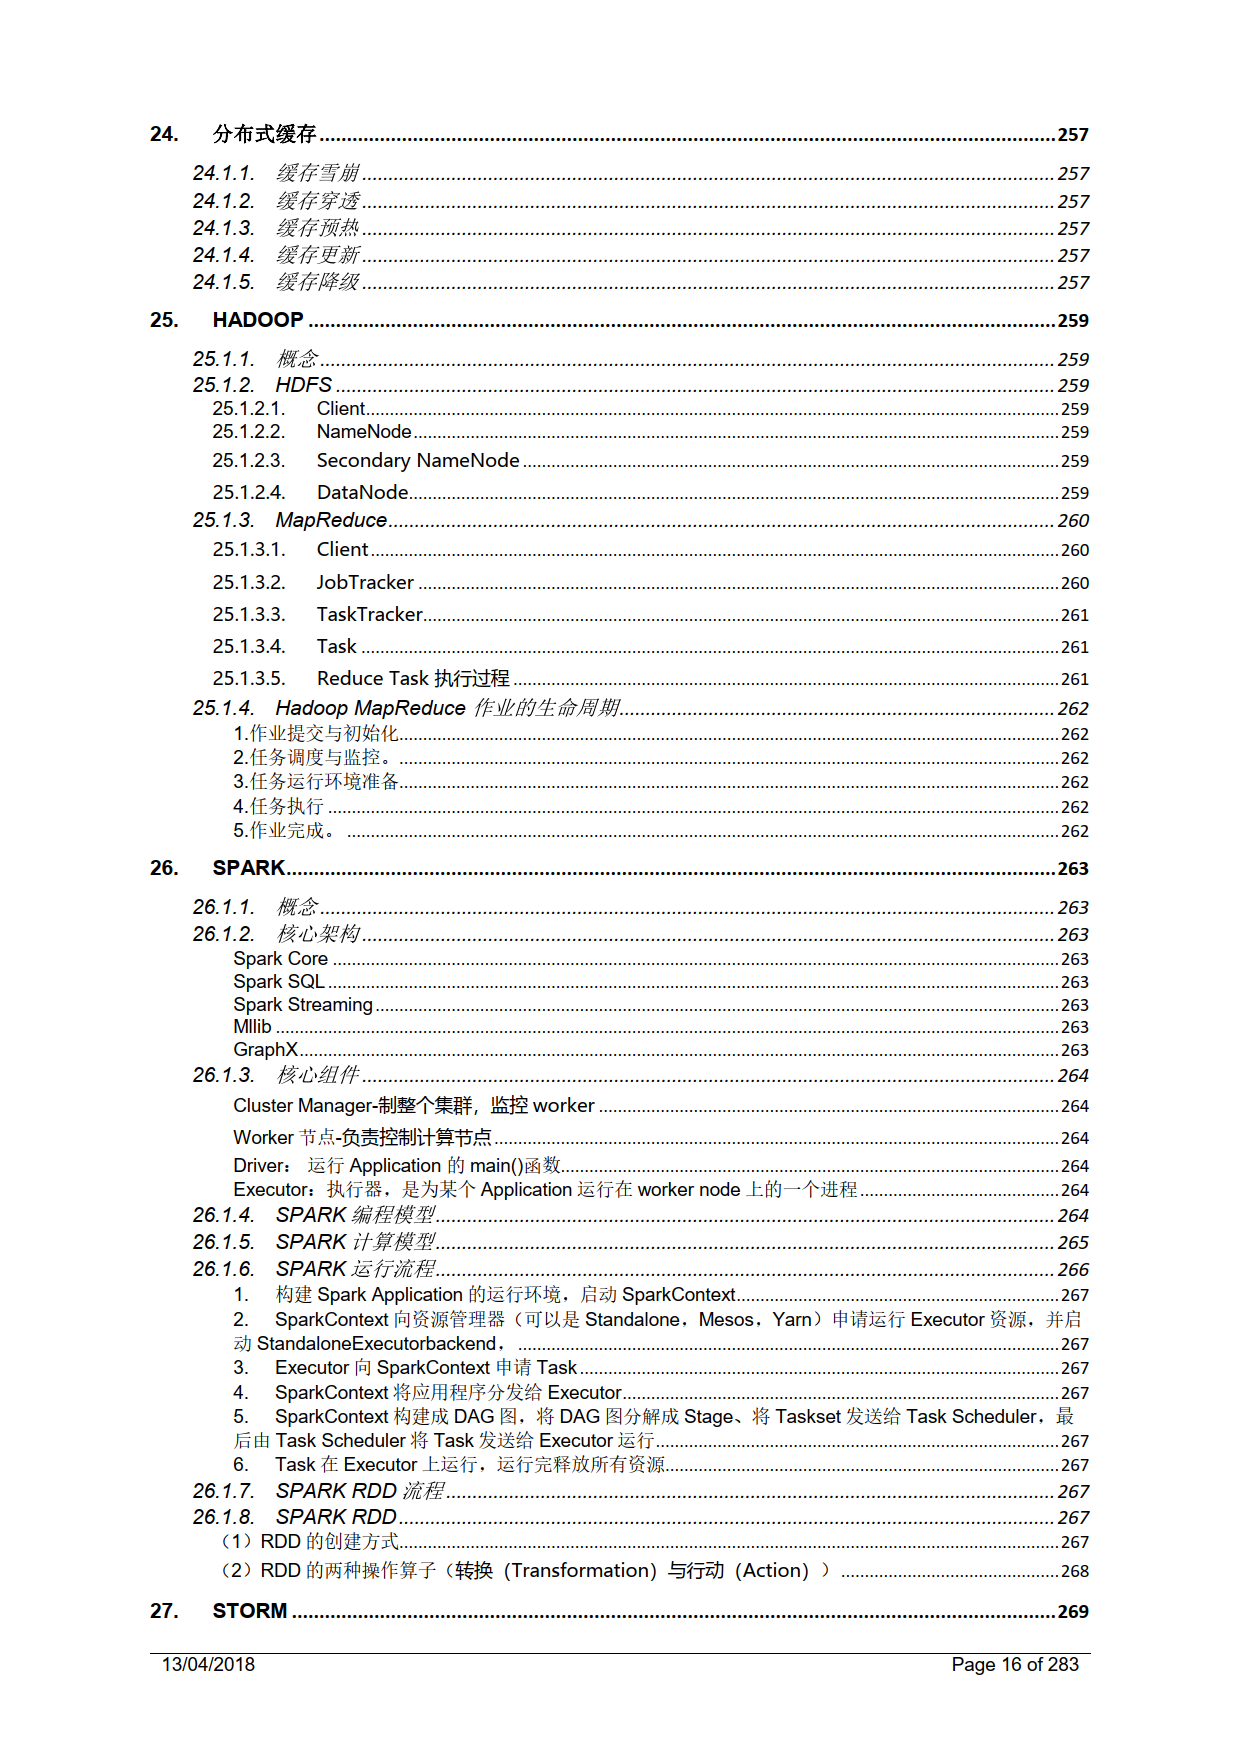 24. 分布式缓存 257
24.1.1. 缓存雪崩 257
24.1.2. 缓存穿透 257
24.1.3. 缓存预热 257
24.1.4. 缓存更新 257
24.1.5. 缓存降级 257
25. HADOOP 259
25.1.1. 概念 259
25.1.2. HDFS 259
25.1.2.1. Client 259
25.1.2.2. NameNode 259
25.1.2.3. Secondary NameNode 259
25.1.2.4. DataNode 259
25.1.3. MapReduce 260
25.1.3.1. Client 260
25.1.3.2. JobTracker 260
25.1.3.3. TaskTracker 261
25.1.3.4. Task 261
25.1.3.5. Reduce Task 执行过程 261
25.1.4. Hadoop MapReduce 作业的生命周期 262
1.作业提交与初始化 262
2.任务调度与监控。 262
3.任务运行环境准备 262
4.任务执行 262
5.作业完成。 262
26. SPARK 263
26.1.1. 概念 263
26.1.2. 核心架构 263
Spark Core 263
Spark SQL 263
Spark Streaming 263
Mllib 263
GraphX 263
26.1.3. 核心组件 264
Cluster Manager-制整个集群，监控 worker 264
Worker 节点-负责控制计算节点 264
Driver： 运行 Application 的 main()函数 264
Executor：执行器，是为某个 Application 运行在 worker node 上的一个进程 264
26.1.4. SPARK 编程模型 264
26.1.5. SPARK 计算模型 265
26.1.6. SPARK 运行流程 266
1. 构建 Spark Application 的运行环境，启动 SparkContext 267
2. SparkContext 向资源管理器（可以是 Standalone，Mesos，Yarn）申请运行 Executor 资源，并启
动 StandaloneExecutorbackend， 267
3. Executor 向 SparkContext 申请 Task 267
4. SparkContext 将应用程序分发给 Executor 267
5. SparkContext 构建成 DAG 图，将 DAG 图分解成 Stage、将 Taskset 发送给 Task Scheduler，最
后由 Task Scheduler 将 Task 发送给 Executor 运行 267
6. Task 在 Executor 上运行，运行完释放所有资源 267
26.1.7. SPARK RDD 流程 267
26.1.8. SPARK RDD 267
（1）RDD 的创建方式 267
（2）RDD 的两种操作算子（转换（Transformation）与行动（Action）） 268
27. STORM 269
13/04/2018 Page 16 of 283